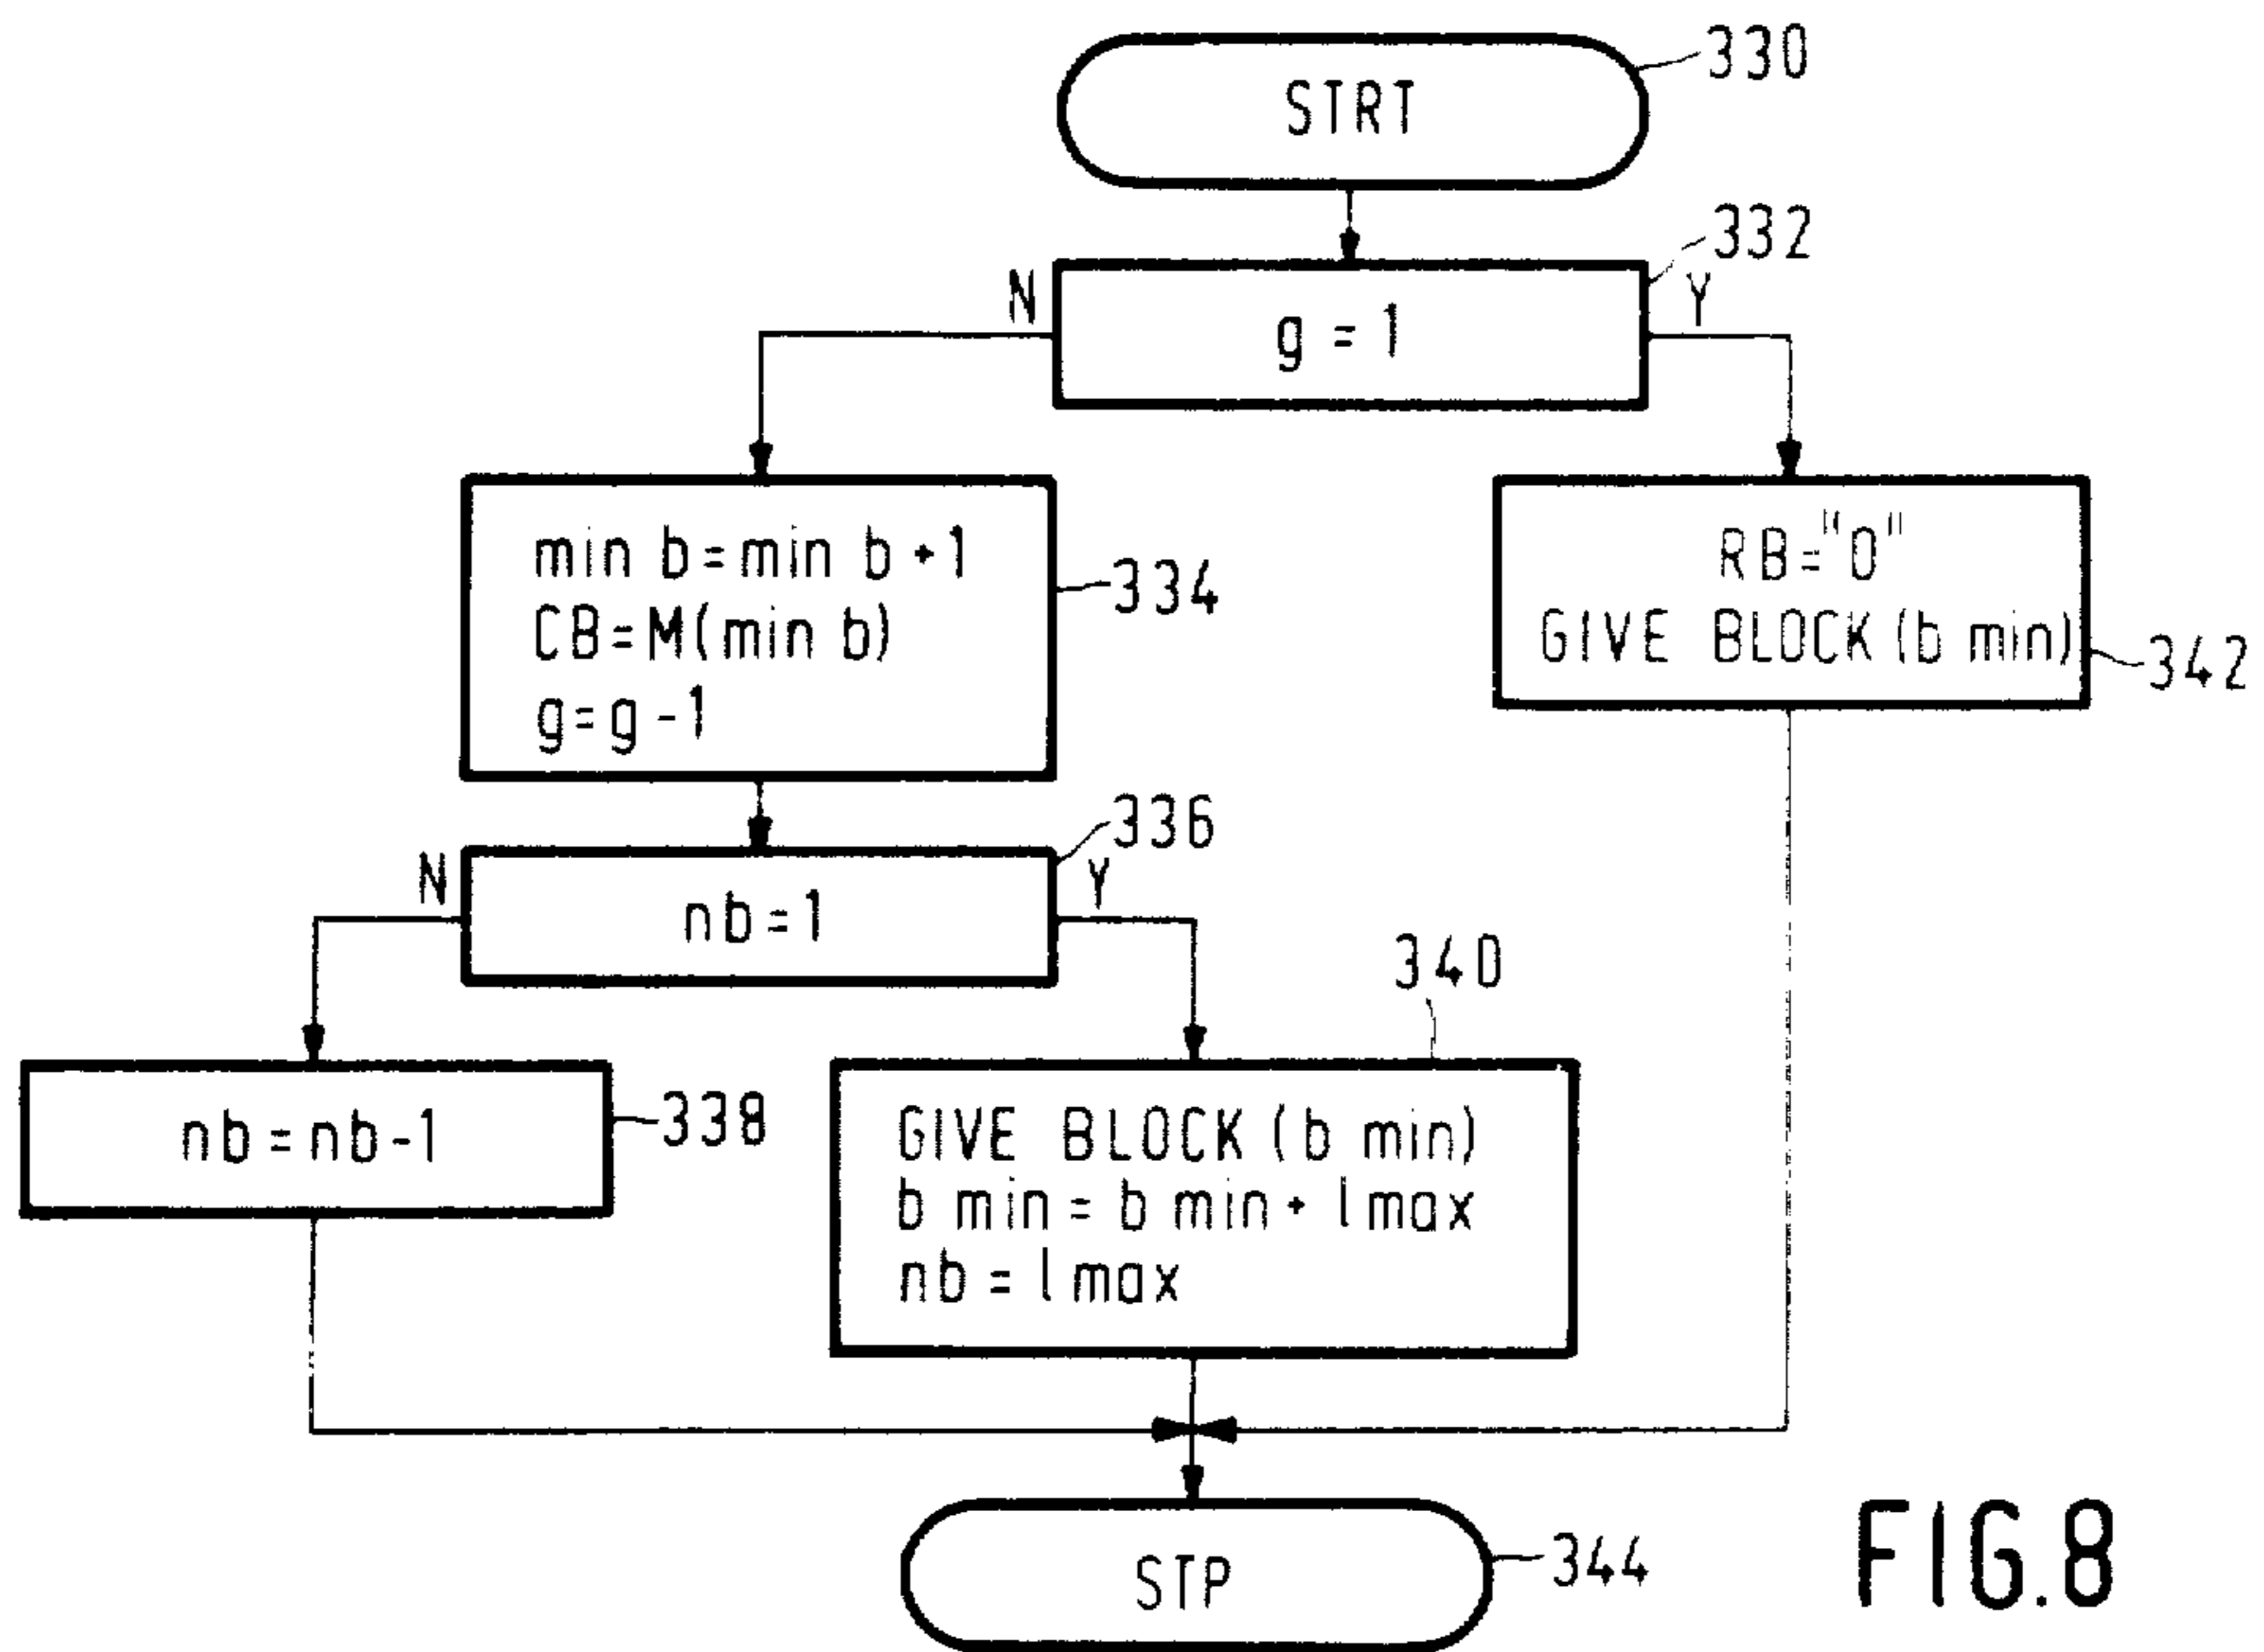 STRT
330
332
N
Y
g = 1
min b = min b + 1
CB = M(min b)
g = g - 1
334
RB = "0"
GIVE BLOCK (b min)
342
336
N
Y
nb = 1
340
nb = nb - 1
338
GIVE BLOCK (b min)
b min = b min + l max
nb = l max
STP
344
FIG.8